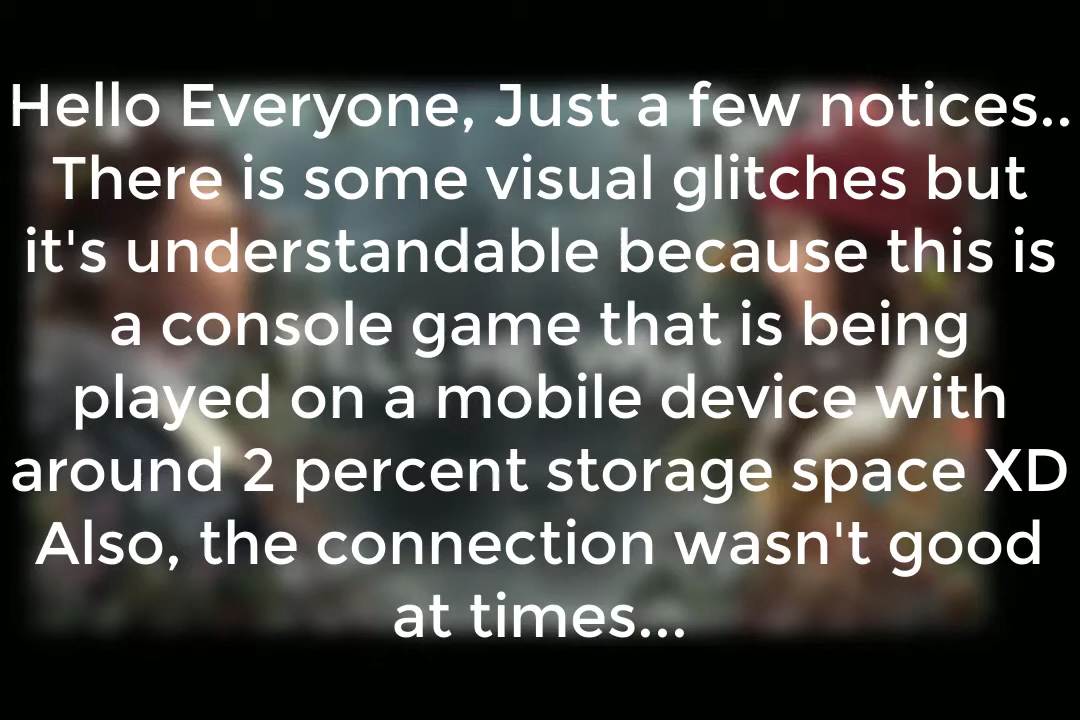 Hello Everyone, Just a few notices..
There is some visual glitches but
it's understandable because this is
a console game that is being
played on a mobile device with
around 2 percent storage space XD
Also, the connection wasn't good
at times...